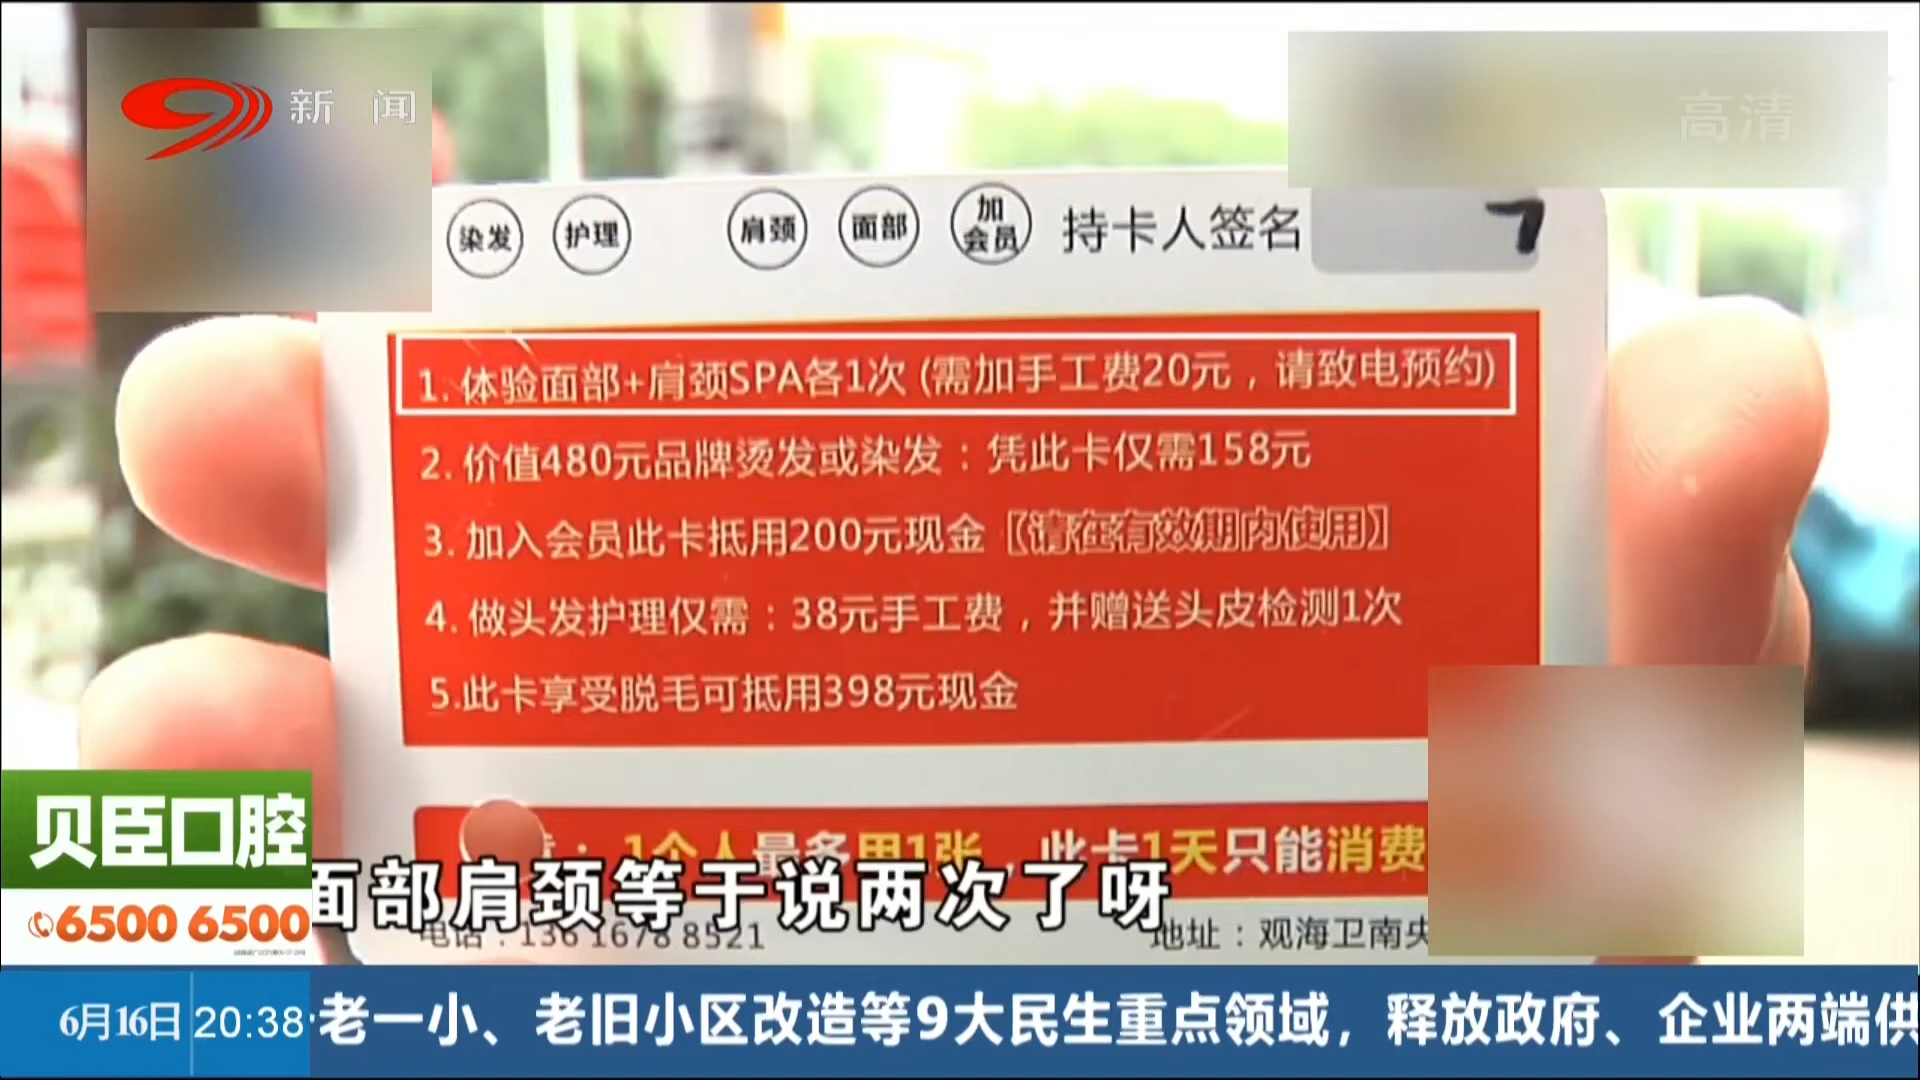 新 闻
高清
染发 护理 肩颈 面部 加会员 持卡人签名
1. 体验面部+肩颈SPA各1次 (需加手工费20元，请致电预约)
2. 价值480元品牌烫发或染发：凭此卡仅需158元
3. 加入会员此卡抵用200元现金【请在有效期内使用】
4. 做头发护理仅需：38元手工费，并赠送头皮检测1次
5.此卡享受脱毛可抵用398元现金
：1个人最多用1张，此卡1天只能消费
贝臣口腔
面部肩颈等于说两次了呀
6500 6500
电话：136 1678 8521 地址：观海卫南央
6月16日 20:38 老一小、老旧小区改造等9大民生重点领域，释放政府、企业两端供